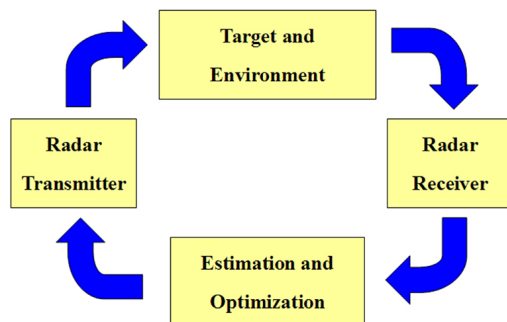 Target and
Environment
Radar
Transmitter
Radar
Receiver
Estimation and
Optimization